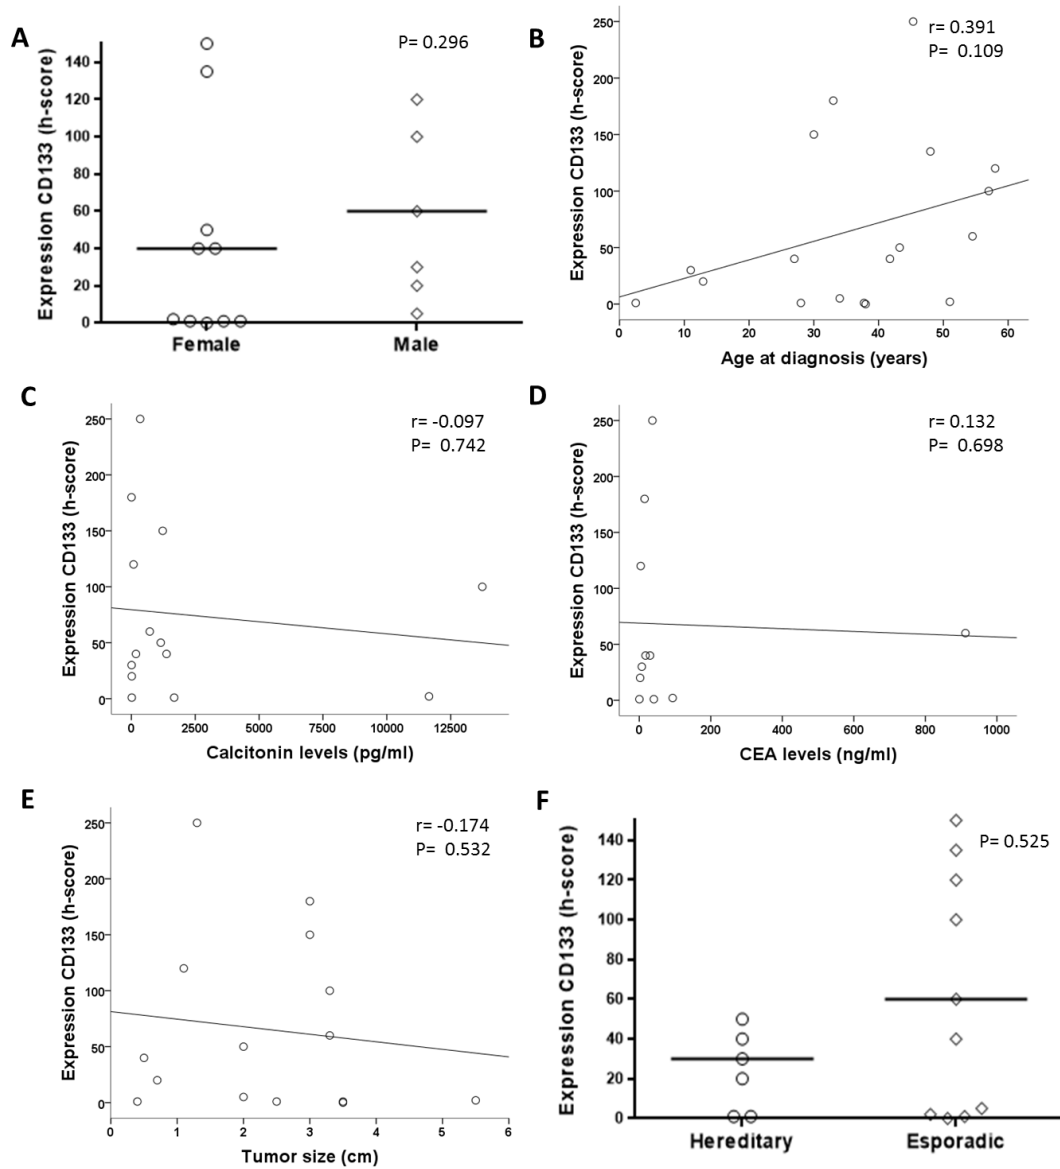 A
P= 0.296
Expression CD133 (h-score)
140
120
100
80
60
40
20
0
Female Male
B
r= 0.391
P= 0.109
Expression CD133 (h-score)
250
200
150
100
50
0
0 10 20 30 40 50 60
Age at diagnosis (years)
C
r= -0.097
P= 0.742
Expression CD133 (h-score)
250
200
150
100
50
0
0 2500 5000 7500 10000 12500
Calcitonin levels (pg/ml)
D
r= 0.132
P= 0.698
Expression CD133 (h-score)
250
200
150
100
50
0
0 200 400 600 800 1000
CEA levels (ng/ml)
E
r= -0.174
P= 0.532
Expression CD133 (h-score)
250
200
150
100
50
0
0 1 2 3 4 5 6
Tumor size (cm)
F
P= 0.525
Expression CD133 (h-score)
140
120
100
80
60
40
20
0
Hereditary Esporadic